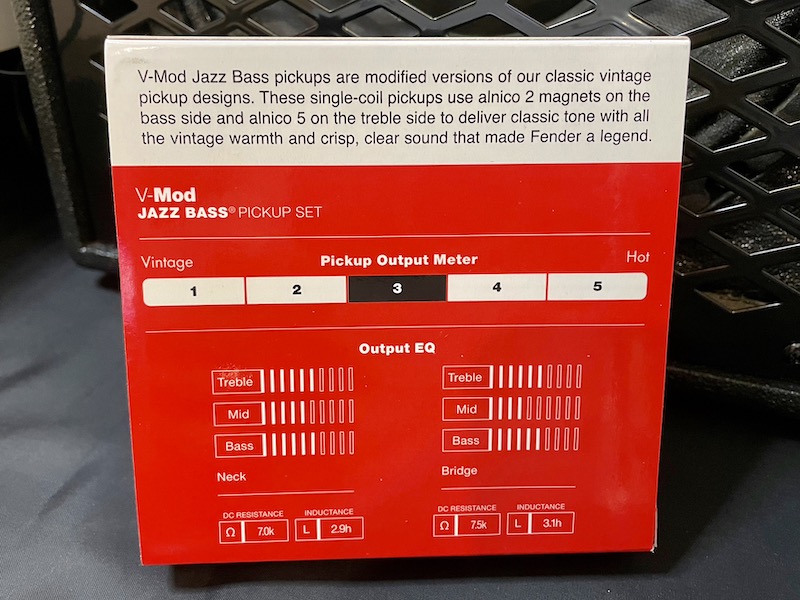 V-Mod Jazz Bass pickups are modified versions of our classic vintage
pickup designs. These single-coil pickups use alnico 2 magnets on the
bass side and alnico 5 on the treble side to deliver classic tone with all
the vintage warmth and crisp, clear sound that made Fender a legend.
V-Mod
JAZZ BASS® PICKUP SET
Vintage Pickup Output Meter Hot
1 2 3 4 5
Output EQ
Treble Treble
Mid Mid
Bass Bass
Neck Bridge
DC RESISTANCE INDUCTANCE DC RESISTANCE INDUCTANCE
Ω 7.0k L 2.9h Ω 7.5k L 3.1h